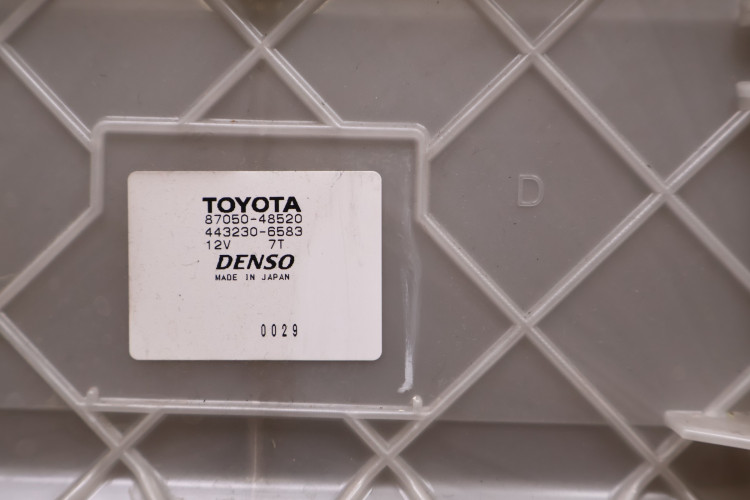 TOYOTA
87050-48520
443230-6583
12V 7T
DENSO
MADE IN JAPAN
0029
D